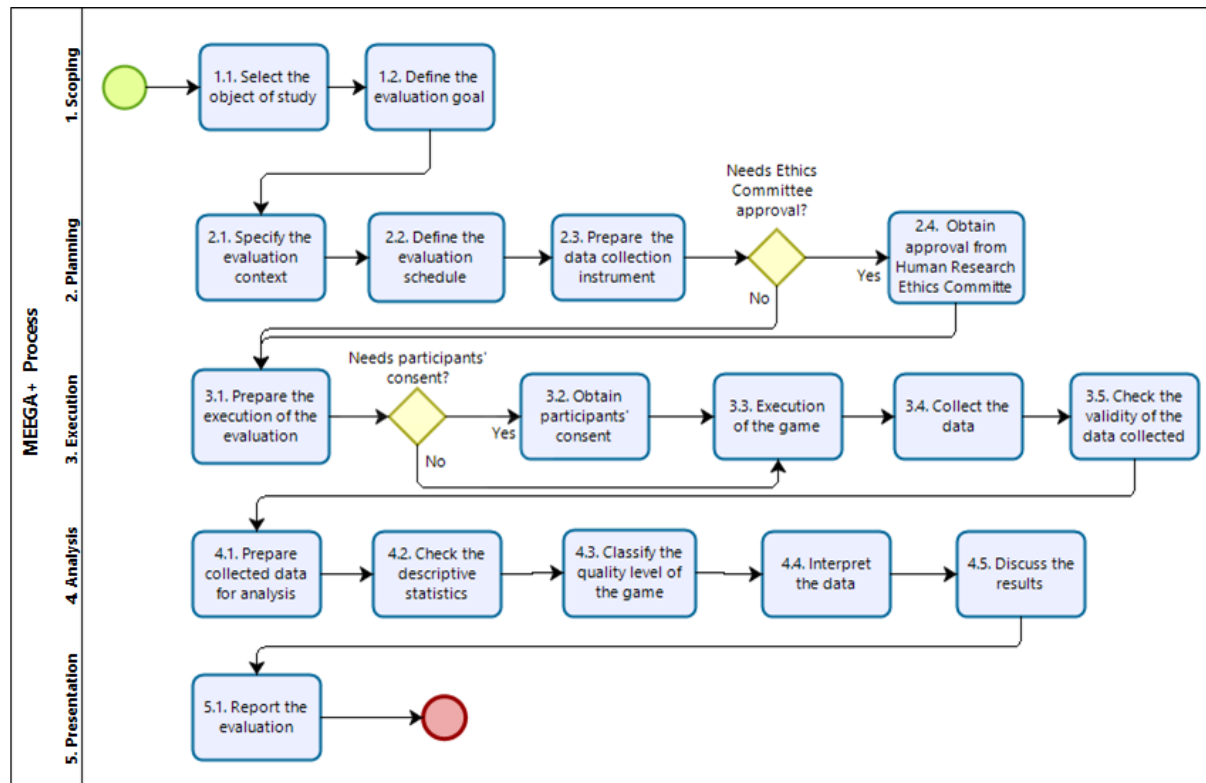 MEEGA+ Process
1. Scoping
1.1. Select the
object of study
1.2. Define the
evaluation goal
2. Planning
2.1. Specify the
evaluation
context
2.2. Define the
evaluation
schedule
2.3. Prepare the
data collection
instrument
Needs Ethics
Committee
approval?
Yes
No
2.4. Obtain
approval from
Human Research
Ethics Committe
3. Execution
3.1. Prepare the
execution of the
evaluation
Needs participants'
consent?
Yes
No
3.2. Obtain
participants'
consent
3.3. Execution
of the game
3.4. Collect the
data
3.5. Check the
validity of the
data collected
4. Analysis
4.1. Prepare
collected data
for analysis
4.2. Check the
descriptive
statistics
4.3. Classify the
quality level of
the game
4.4. Interpret
the data
4.5. Discuss the
results
5. Presentation
5.1. Report the
evaluation